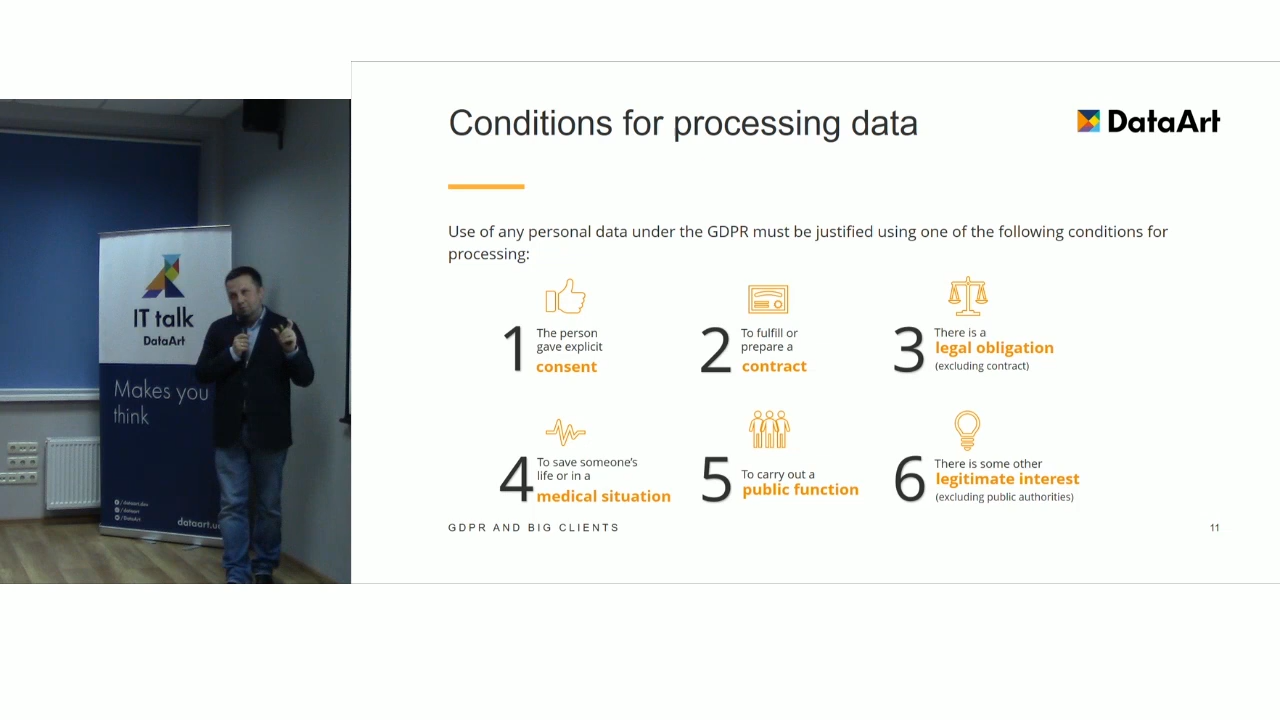 Conditions for processing data
DataArt
Use of any personal data under the GDPR must be justified using one of the following conditions for
processing:
1
The person
gave explicit
consent
2
To fulfill or
prepare a
contract
3
There is a
legal obligation
(excluding contract)
4
To save someone's
life or in a
medical situation
5
To carry out a
public function
6
There is some other
legitimate interest
(excluding public authorities)
GDPR AND BIG CLIENTS
11
IT talk
DataArt
Makes you
think